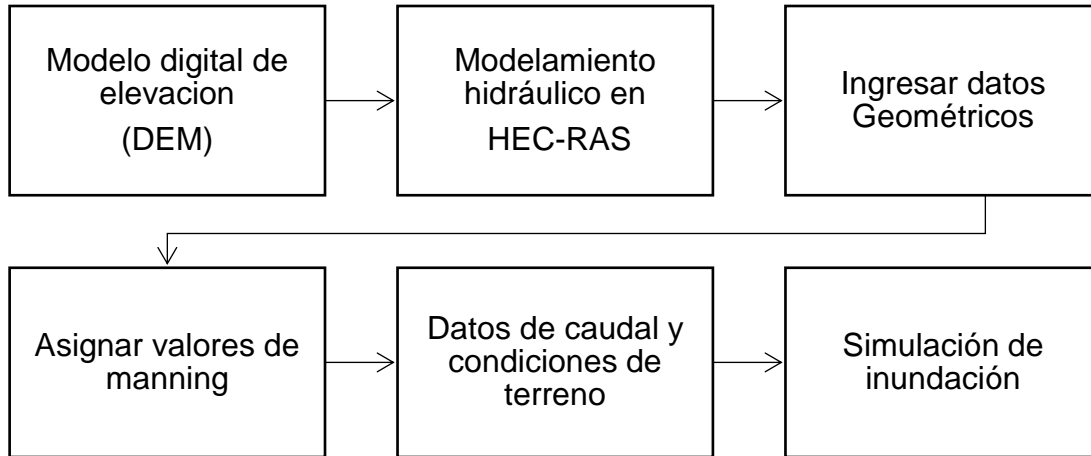 Modelo digital de
elevacion
(DEM)
Modelamiento
hidráulico en
HEC-RAS
Ingresar datos
Geométricos
Asignar valores de
manning
Datos de caudal y
condiciones de
terreno
Simulación de
inundación